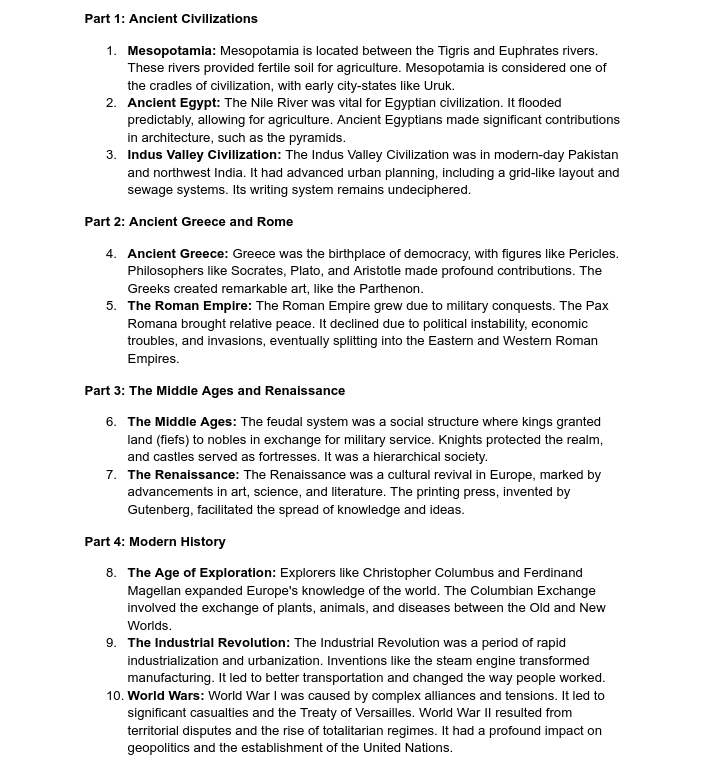 Part 1: Ancient Civilizations
1. Mesopotamia: Mesopotamia is located between the Tigris and Euphrates rivers.
These rivers provided fertile soil for agriculture. Mesopotamia is considered one of
the cradles of civilization, with early city-states like Uruk.
2. Ancient Egypt: The Nile River was vital for Egyptian civilization. It flooded
predictably, allowing for agriculture. Ancient Egyptians made significant contributions
in architecture, such as the pyramids.
3. Indus Valley Civilization: The Indus Valley Civilization was in modern-day Pakistan
and northwest India. It had advanced urban planning, including a grid-like layout and
sewage systems. Its writing system remains undeciphered.
Part 2: Ancient Greece and Rome
4. Ancient Greece: Greece was the birthplace of democracy, with figures like Pericles.
Philosophers like Socrates, Plato, and Aristotle made profound contributions. The
Greeks created remarkable art, like the Parthenon.
5. The Roman Empire: The Roman Empire grew due to military conquests. The Pax
Romana brought relative peace. It declined due to political instability, economic
troubles, and invasions, eventually splitting into the Eastern and Western Roman
Empires.
Part 3: The Middle Ages and Renaissance
6. The Middle Ages: The feudal system was a social structure where kings granted
land (fiefs) to nobles in exchange for military service. Knights protected the realm,
and castles served as fortresses. It was a hierarchical society.
7. The Renaissance: The Renaissance was a cultural revival in Europe, marked by
advancements in art, science, and literature. The printing press, invented by
Gutenberg, facilitated the spread of knowledge and ideas.
Part 4: Modern History
8. The Age of Exploration: Explorers like Christopher Columbus and Ferdinand
Magellan expanded Europe's knowledge of the world. The Columbian Exchange
involved the exchange of plants, animals, and diseases between the Old and New
Worlds.
9. The Industrial Revolution: The Industrial Revolution was a period of rapid
industrialization and urbanization. Inventions like the steam engine transformed
manufacturing. It led to better transportation and changed the way people worked.
10. World Wars: World War I was caused by complex alliances and tensions. It led to
significant casualties and the Treaty of Versailles. World War II resulted from
territorial disputes and the rise of totalitarian regimes. It had a profound impact on
geopolitics and the establishment of the United Nations.